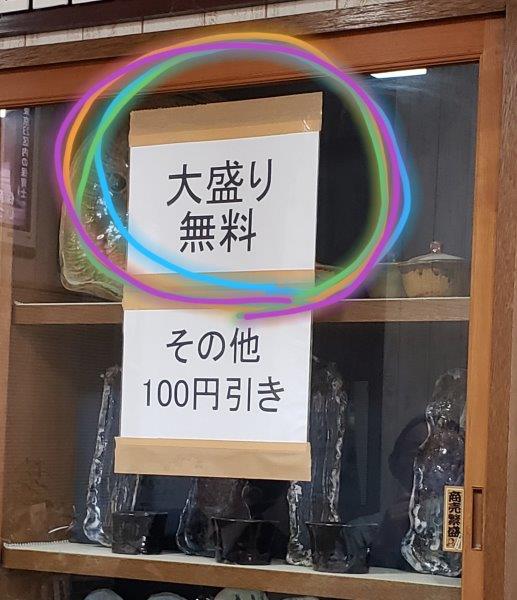 大盛り
無料
その他
100円引き
商売繁盛